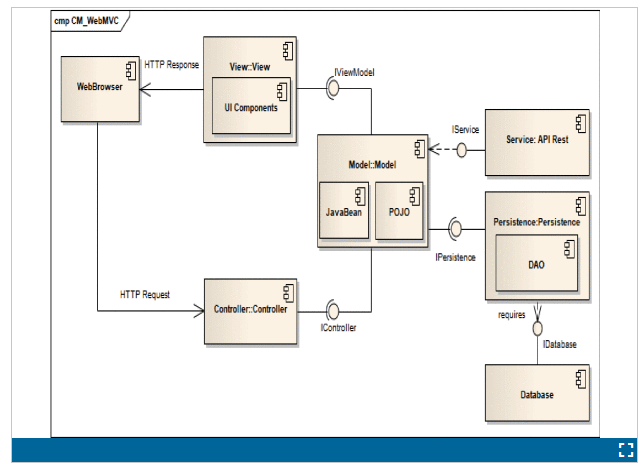 cmp CM_WebMVC
WebBrowser
HTTP Response
View::View
UI Components
IViewModel
Model::Model
JavaBean
POJO
IService
Service: API Rest
Persistence:Persistence
DAO
IPersistence
HTTP Request
Controller::Controller
IController
requires
IDatabase
Database